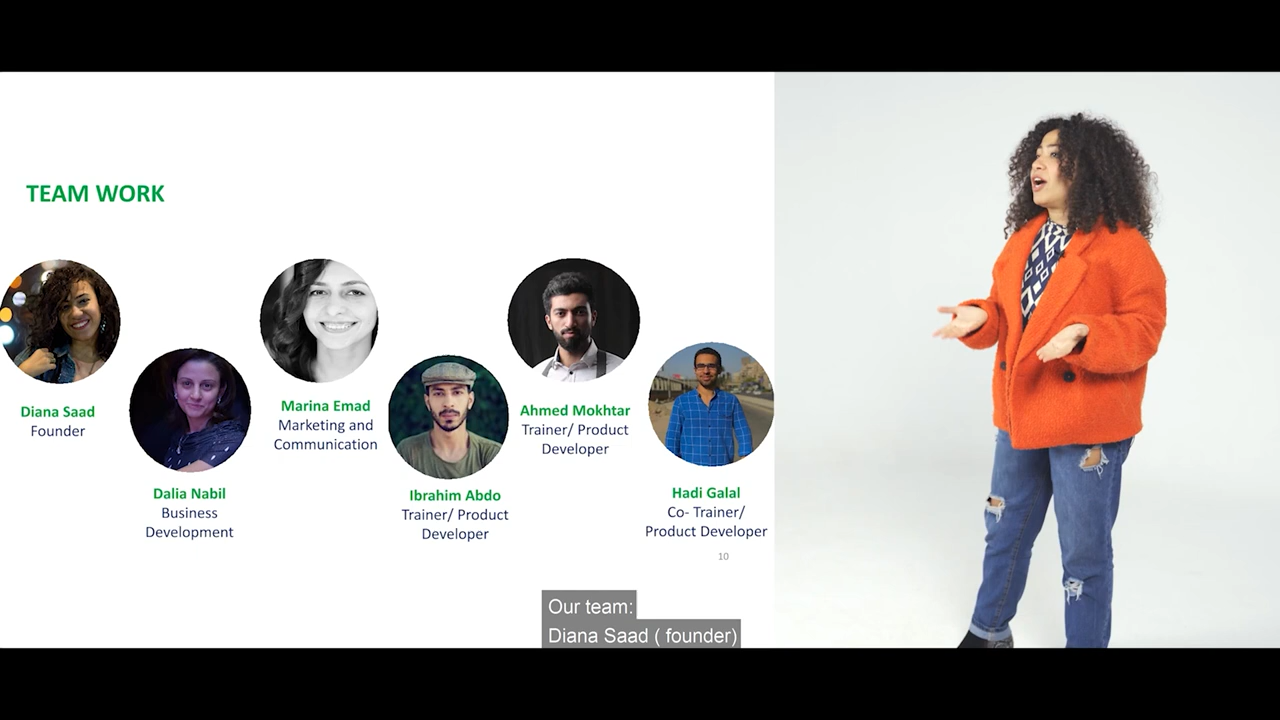 TEAM WORK
Diana Saad
Founder
Dalia Nabil
Business
Development
Marina Emad
Marketing and
Communication
Ibrahim Abdo
Trainer/ Product
Developer
Ahmed Mokhtar
Trainer/ Product
Developer
Hadi Galal
Co- Trainer/
Product Developer
10
Our team:
Diana Saad ( founder)